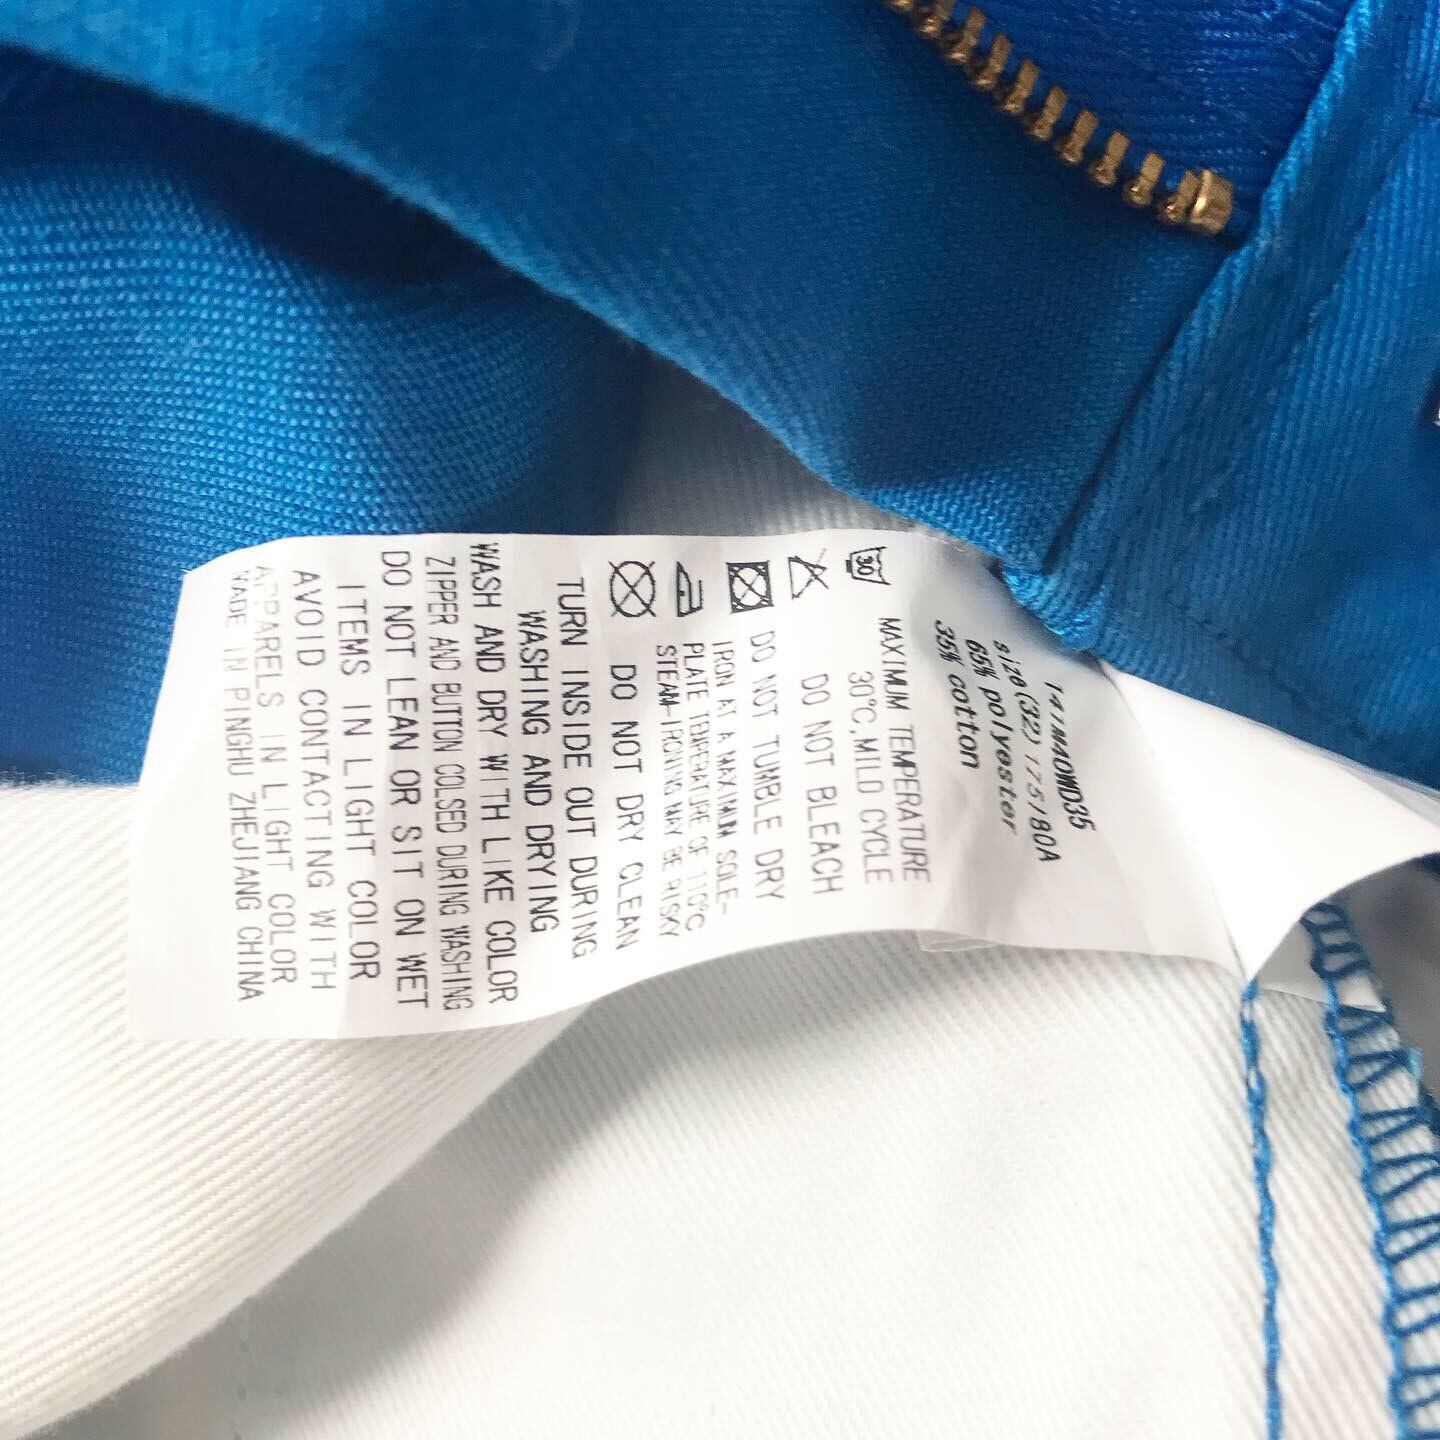 141M40MD35
Size(32) 175/80A
65% polyester
35% cotton
30
MAXIMUM TEMPERATURE
30°C,MILD CYCLE
DO NOT BLEACH
DO NOT TUMBLE DRY
IRON AT A MAXIMUM SOLE-
PLATE TEMPERATURE OF 110°C
STEAM-IRONING MAY BE RISKY
DO NOT DRY CLEAN
TURN INSIDE OUT DURING
WASHING AND DRYING
WASH AND DRY WITH LIKE COLOR
ZIPPER AND BUTTON COLSED DURING WASHING
DO NOT LEAN OR SIT ON WET
ITEMS IN LIGHT COLOR
AVOID CONTACTING WITH
APPARELS IN LIGHT COLOR
MADE IN PINGHU ZHEJIANG CHINA